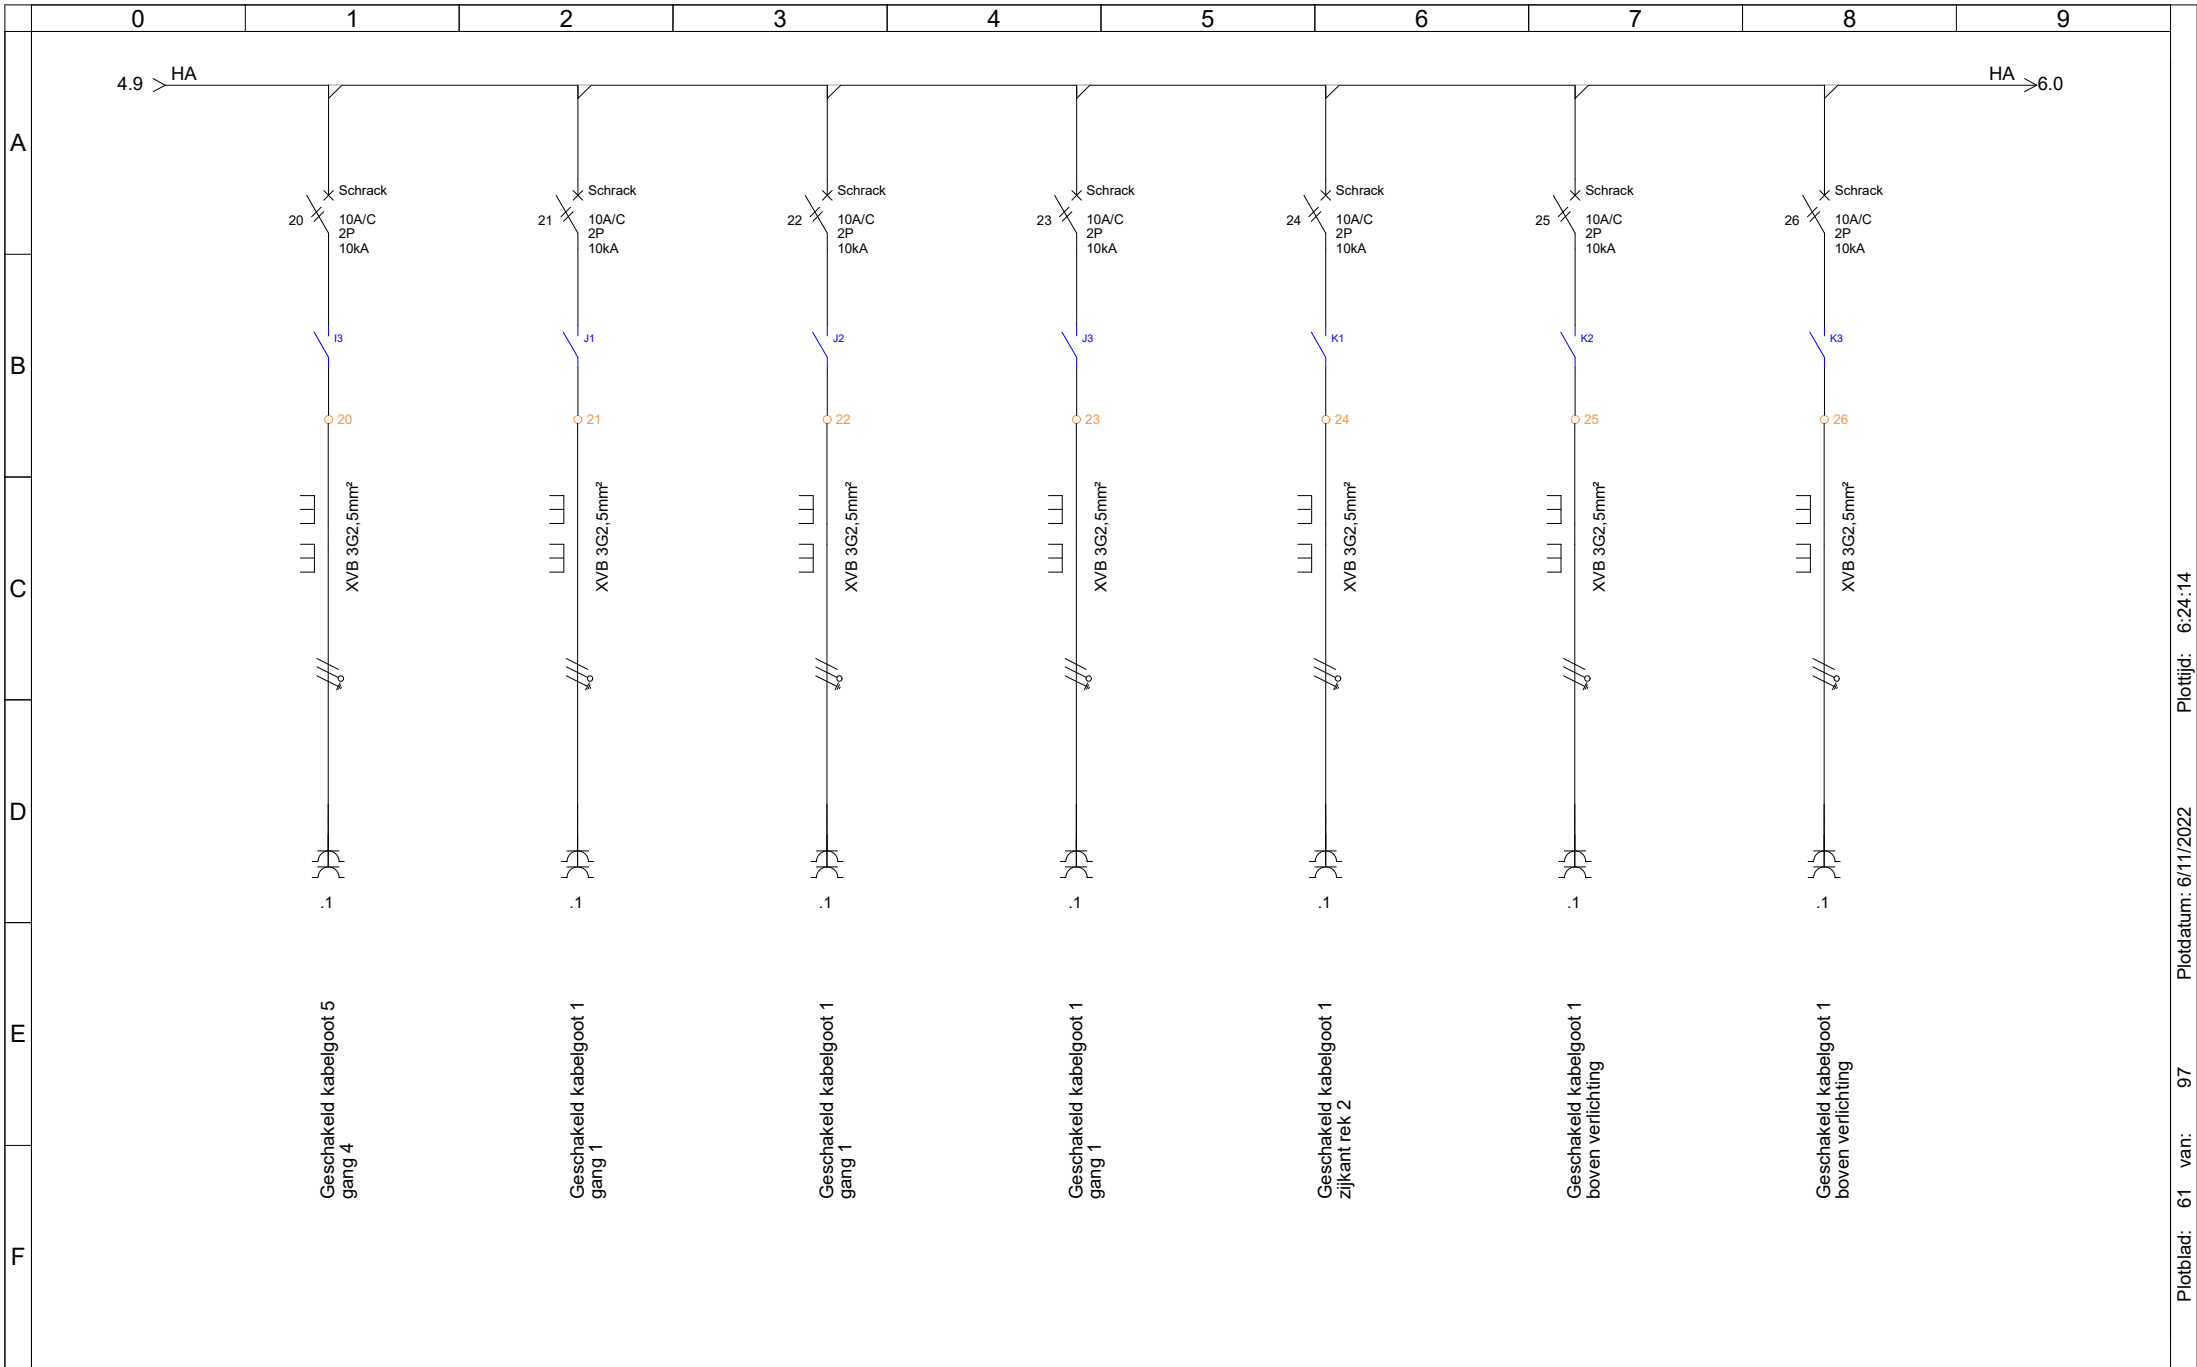 0 1 2 3 4 5 6 7 8 9
4.9 HA HA 6.0
A
Schrack Schrack Schrack Schrack Schrack Schrack Schrack
20 10A/C 21 10A/C 22 10A/C 23 10A/C 24 10A/C 25 10A/C 26 10A/C
2P 2P 2P 2P 2P 2P 2P
10kA 10kA 10kA 10kA 10kA 10kA 10kA
B
I3 J1 J2 J3 K1 K2 K3
20 21 22 23 24 25 26
C
XVB 3G2,5mm² XVB 3G2,5mm² XVB 3G2,5mm² XVB 3G2,5mm² XVB 3G2,5mm² XVB 3G2,5mm² XVB 3G2,5mm²
D
.1 .1 .1 .1 .1 .1 .1
E
Geschakeld kabelgoot 5
gang 4
Geschakeld kabelgoot 1
gang 1
Geschakeld kabelgoot 1
gang 1
Geschakeld kabelgoot 1
gang 1
Geschakeld kabelgoot 1
zijkant rek 2
Geschakeld kabelgoot 1
boven verlichting
Geschakeld kabelgoot 1
boven verlichting
F
Plotblad: 61 van: 97 Plotdatum: 6/11/2022 Plottijd: 6:24:14